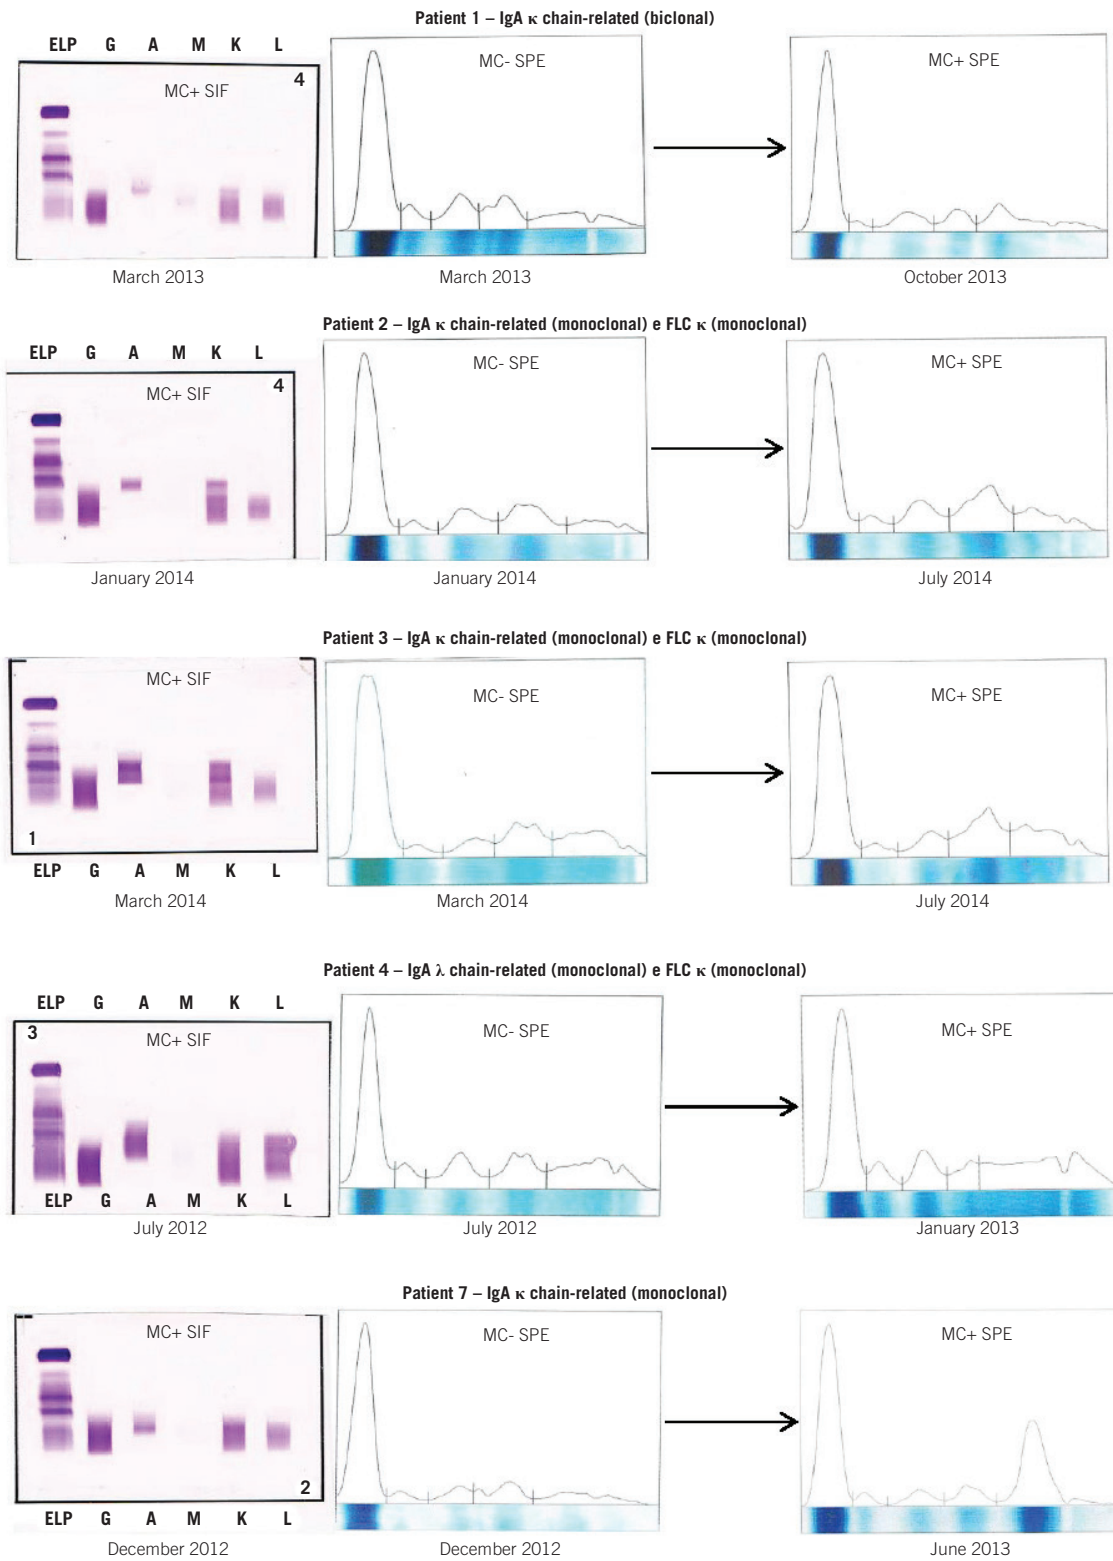 Patient 1 – IgA κ chain-related (biclonal)
ELP G A M K L
MC+ SIF
4
MC- SPE
MC+ SPE
March 2013
March 2013
October 2013
Patient 2 – IgA κ chain-related (monoclonal) e FLC κ (monoclonal)
ELP G A M K L
MC+ SIF
4
MC- SPE
MC+ SPE
January 2014
January 2014
July 2014
Patient 3 – IgA κ chain-related (monoclonal) e FLC κ (monoclonal)
MC+ SIF
MC- SPE
MC+ SPE
1
ELP G A M K L
March 2014
March 2014
July 2014
Patient 4 – IgA λ chain-related (monoclonal) e FLC κ (monoclonal)
ELP G A M K L
3
MC+ SIF
MC- SPE
MC+ SPE
ELP G A M K L
July 2012
July 2012
January 2013
Patient 7 – IgA κ chain-related (monoclonal)
MC+ SIF
MC- SPE
MC+ SPE
2
ELP G A M K L
December 2012
December 2012
June 2013